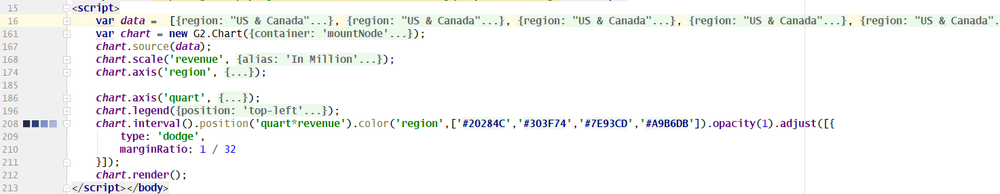 15 <script>
16 var data = [{region: "US & Canada"...}, {region: "US & Canada"...}, {region: "US & Canada"...}, {region: "US & Canada"...}, {region: "US & Canada".
161 var chart = new G2.Chart({container: 'mountNode'...});
167 chart.source(data);
168 chart.scale('revenue', {alias: 'In Million'...});
174 chart.axis('region', {...});
185
186 chart.axis('quart', {...});
196 chart.legend({position: 'top-left'...});
208 chart.interval().position('quart*revenue').color('region',['#20284C','#303F74','#7E93CD','#A9B6DB']).opacity(1).adjust([{
209 type: 'dodge',
210 marginRatio: 1 / 32
211 }]);
212 chart.render();
213 </script></body>